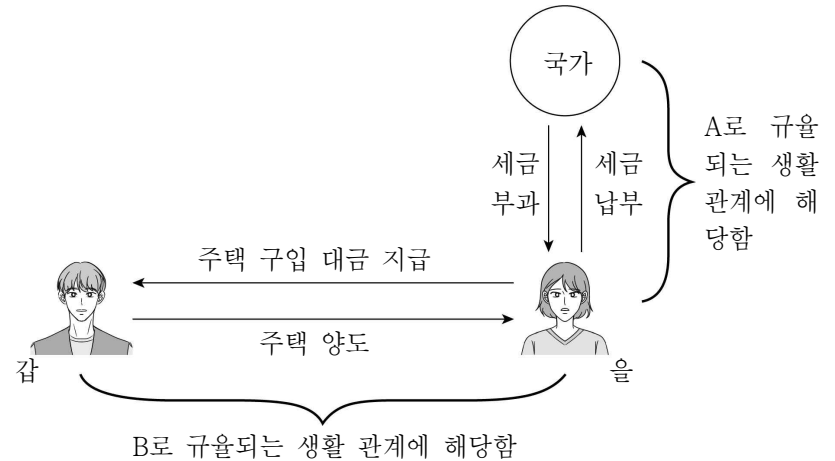 국가
세금
부과
세금
납부
A로 규율
되는 생활
관계에 해
당함
주택 구입 대금 지급
주택 양도
갑
을
B로 규율되는 생활 관계에 해당함